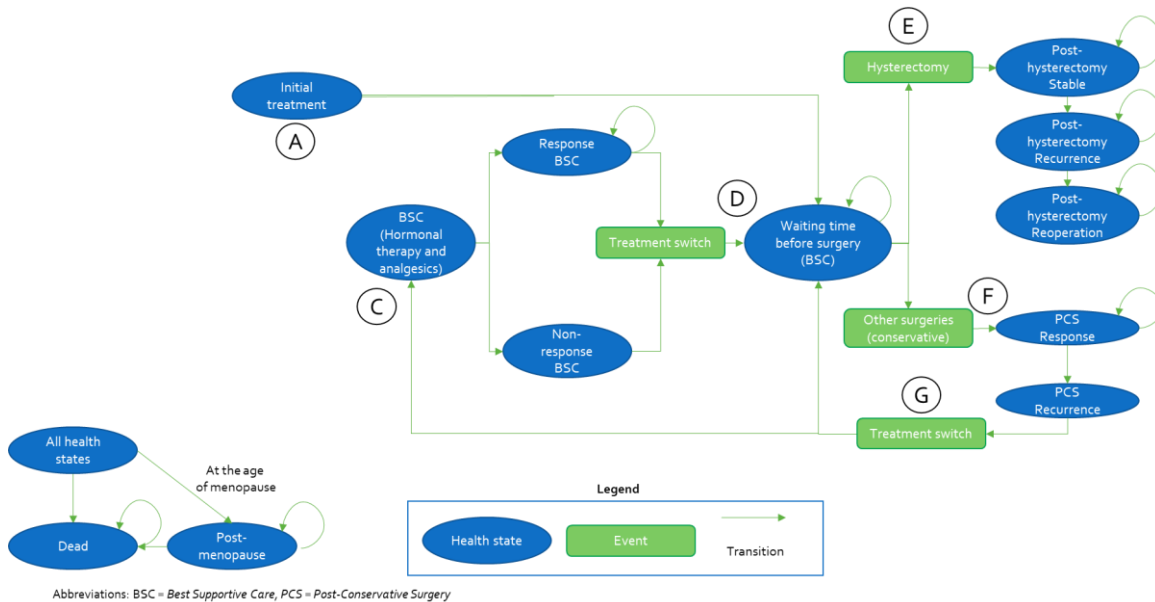 E
Hysterectomy
Post-
hysterectomy
Stable
Initial
treatment
A
Response
BSC
Post-
hysterectomy
Recurrence
D
Post-
hysterectomy
Reoperation
BSC
(Hormonal
therapy and
analgesics)
Treatment switch
Waiting time
before surgery
(BSC)
C
F
Other surgeries
(conservative)
PCS
Response
Non-
response
BSC
G
PCS
Recurrence
Treatment switch
All health
states
At the age
of menopause
Dead
Post-
menopause
Legend
Health state
Event
Transition
Abbreviations: BSC = Best Supportive Care, PCS = Post-Conservative Surgery